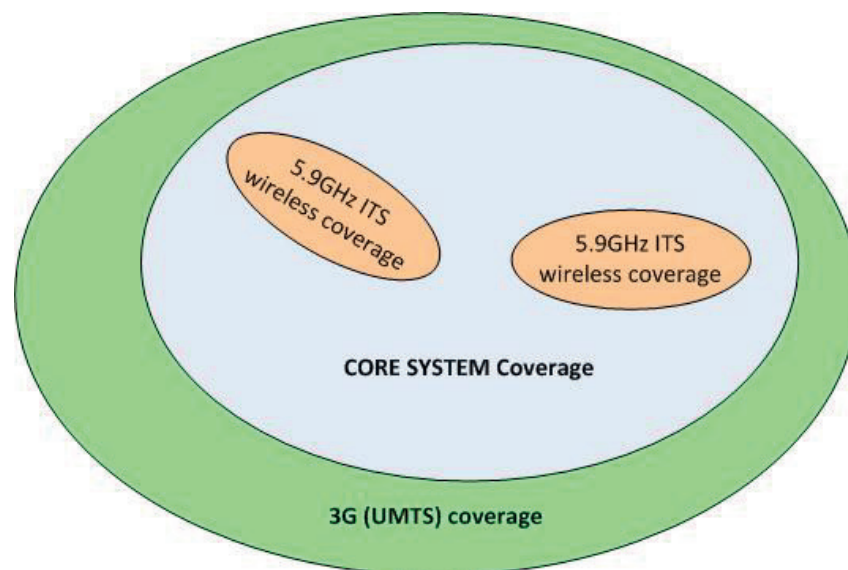 5.9GHz ITS
wireless coverage
5.9GHz ITS
wireless coverage
CORE SYSTEM Coverage
3G (UMTS) coverage